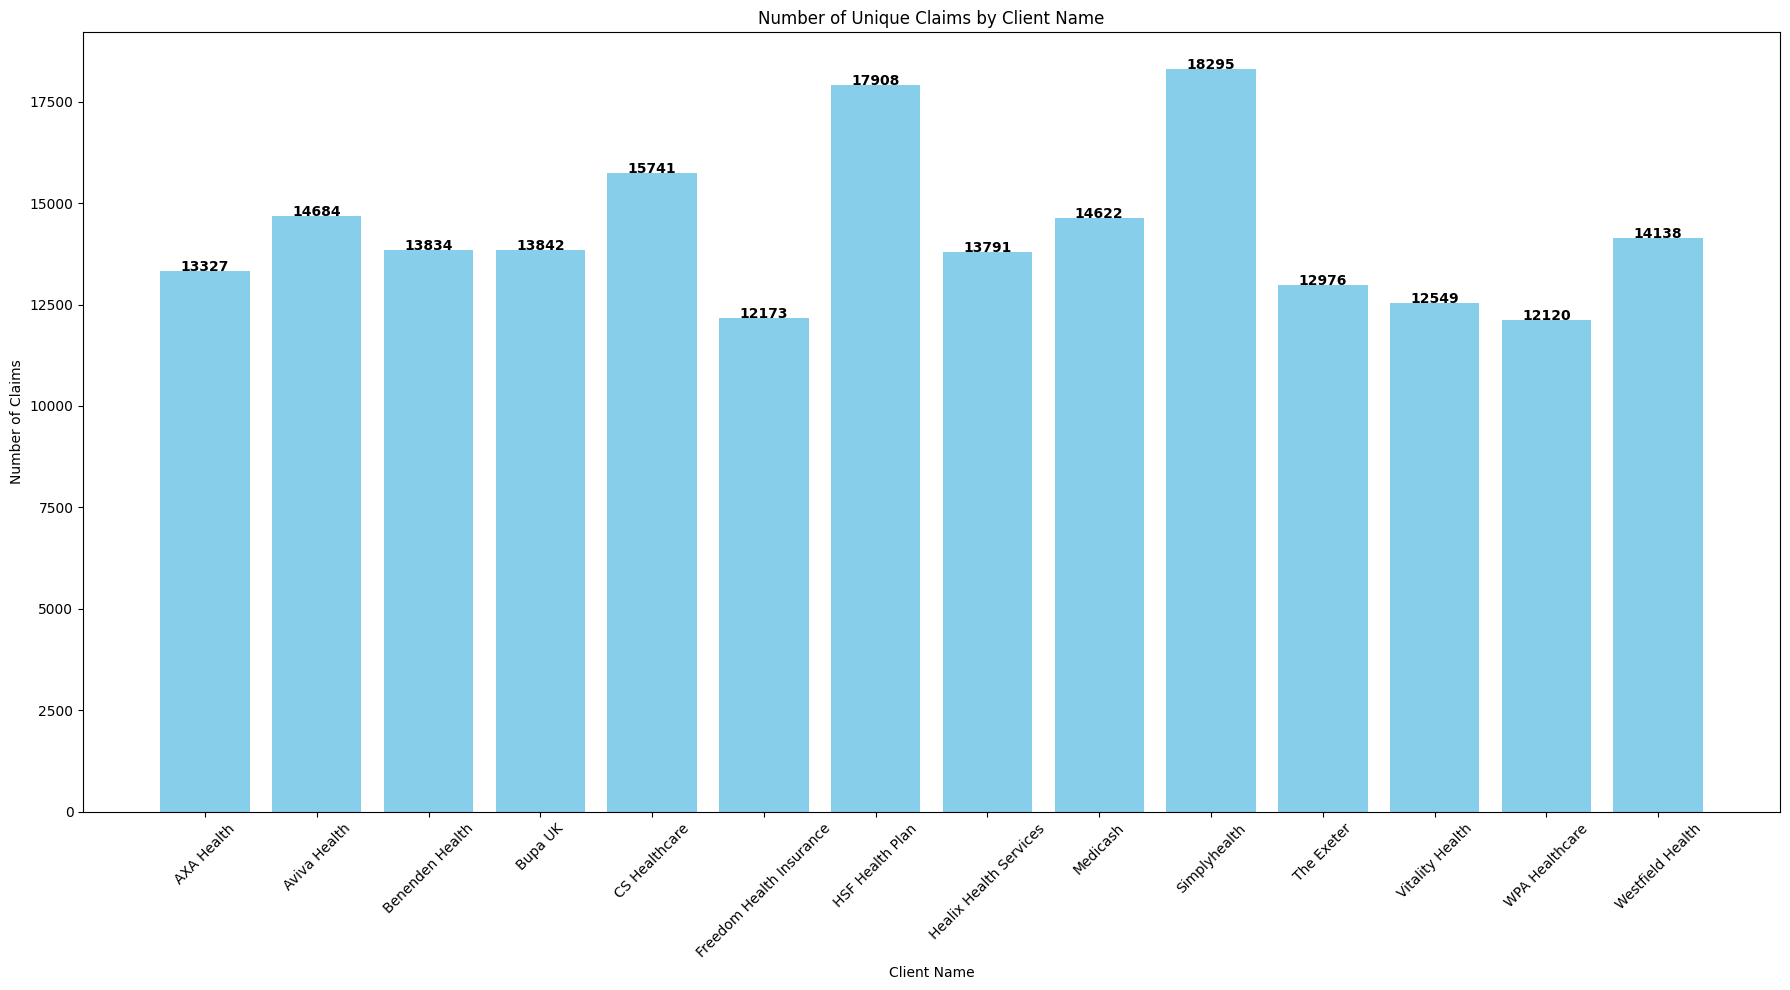 Number of Unique Claims by Client Name
Number of Claims
17500
15000
12500
10000
7500
5000
2500
0
13327
14684
13834
13842
15741
12173
17908
13791
14622
18295
12976
12549
12120
14138
AXA Health
Aviva Health
Benenden Health
Bupa UK
CS Healthcare
Freedom Health Insurance
HSF Health Plan
Healix Health Services
Medicash
Simplyhealth
The Exeter
Vitality Health
WPA Healthcare
Westfield Health
Client Name